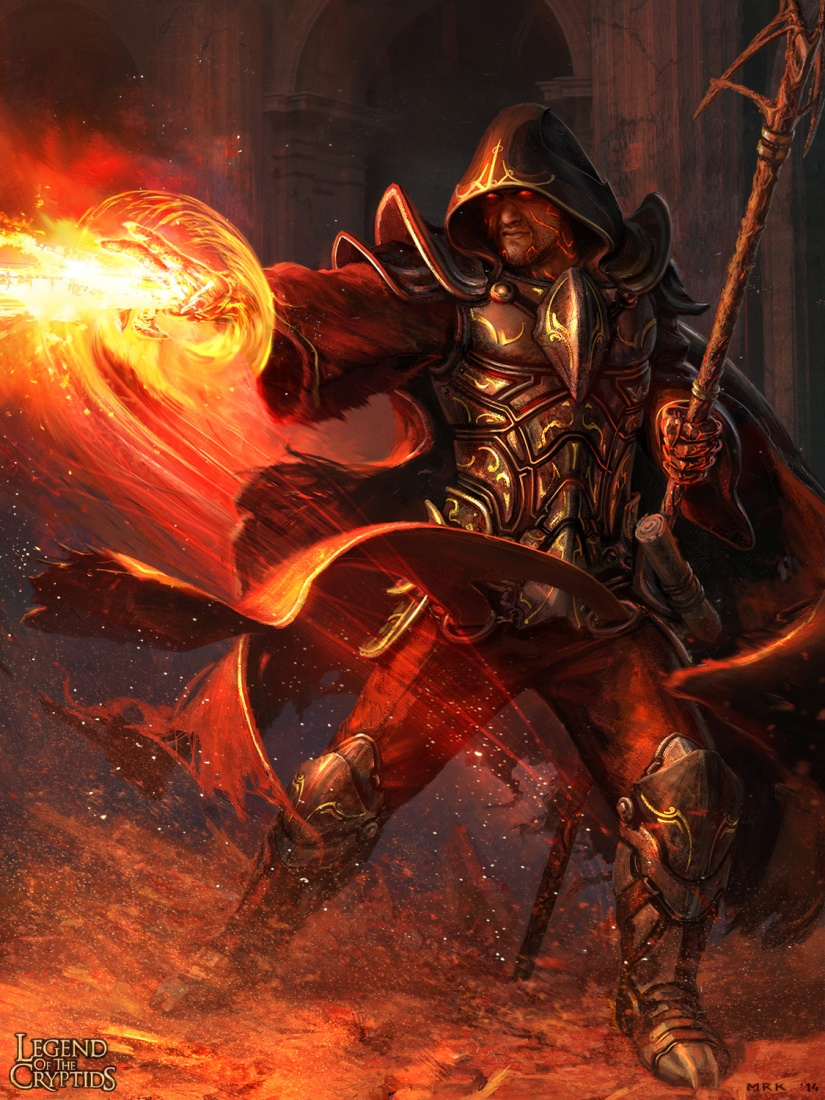 LEGEND
OF THE
CRYPTIDS
MRK '14